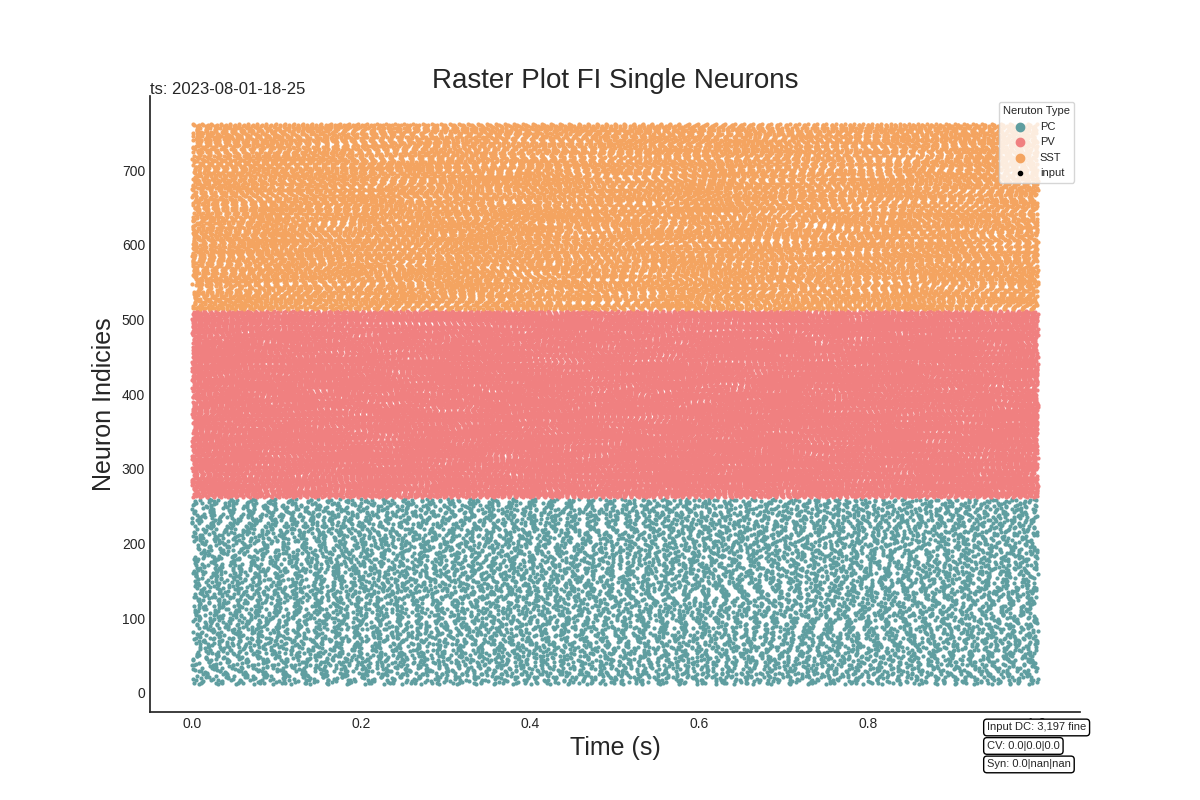 Raster Plot FI Single Neurons
ts: 2023-08-01-18-25
Neruton Type
PC
PV
SST
input
Neuron Indicies
700
600
500
400
300
200
100
0
0.0
0.2
0.4
0.6
0.8
Time (s)
Input DC: 3,197 fine
CV: 0.0|0.0|0.0
Syn: 0.0|nan|nan